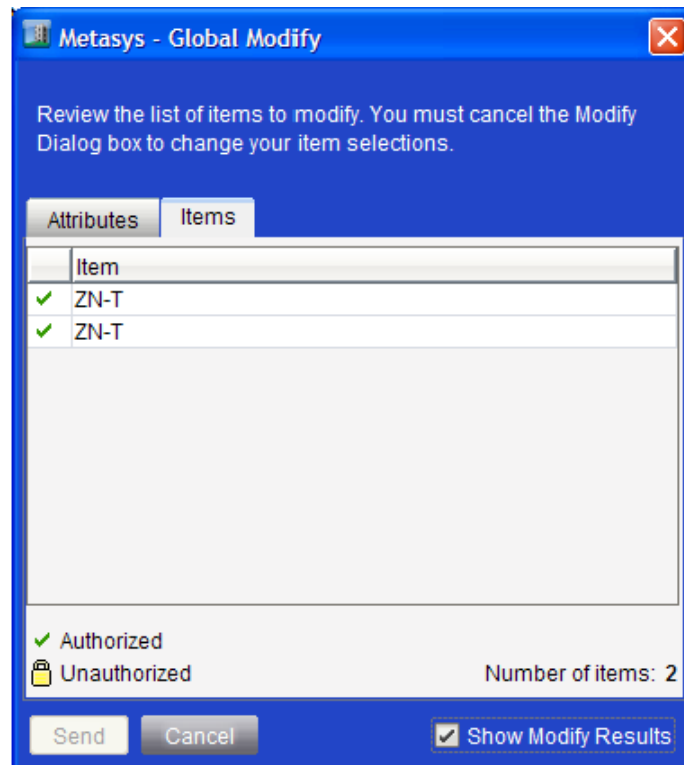 Metasys - Global Modify
Review the list of items to modify. You must cancel the Modify
Dialog box to change your item selections.
Attributes Items
Item
ZN-T
ZN-T
Authorized
Unauthorized Number of items: 2
Send Cancel Show Modify Results